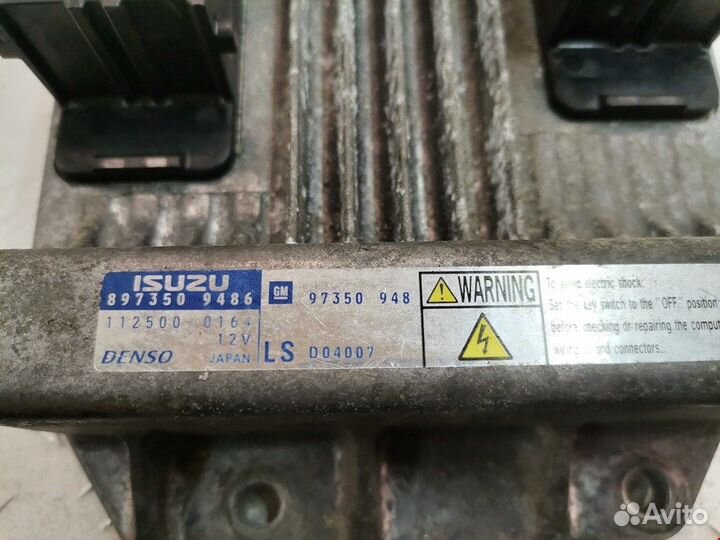 ISUZU
897350 9486
112500 0164
12V
DENSO JAPAN
GM 97350 948
LS D04007
WARNING
To avoid electric shock:
Set the key switch to the "OFF" position
before checking or repairing the comput
wiring and connectors.
Avito